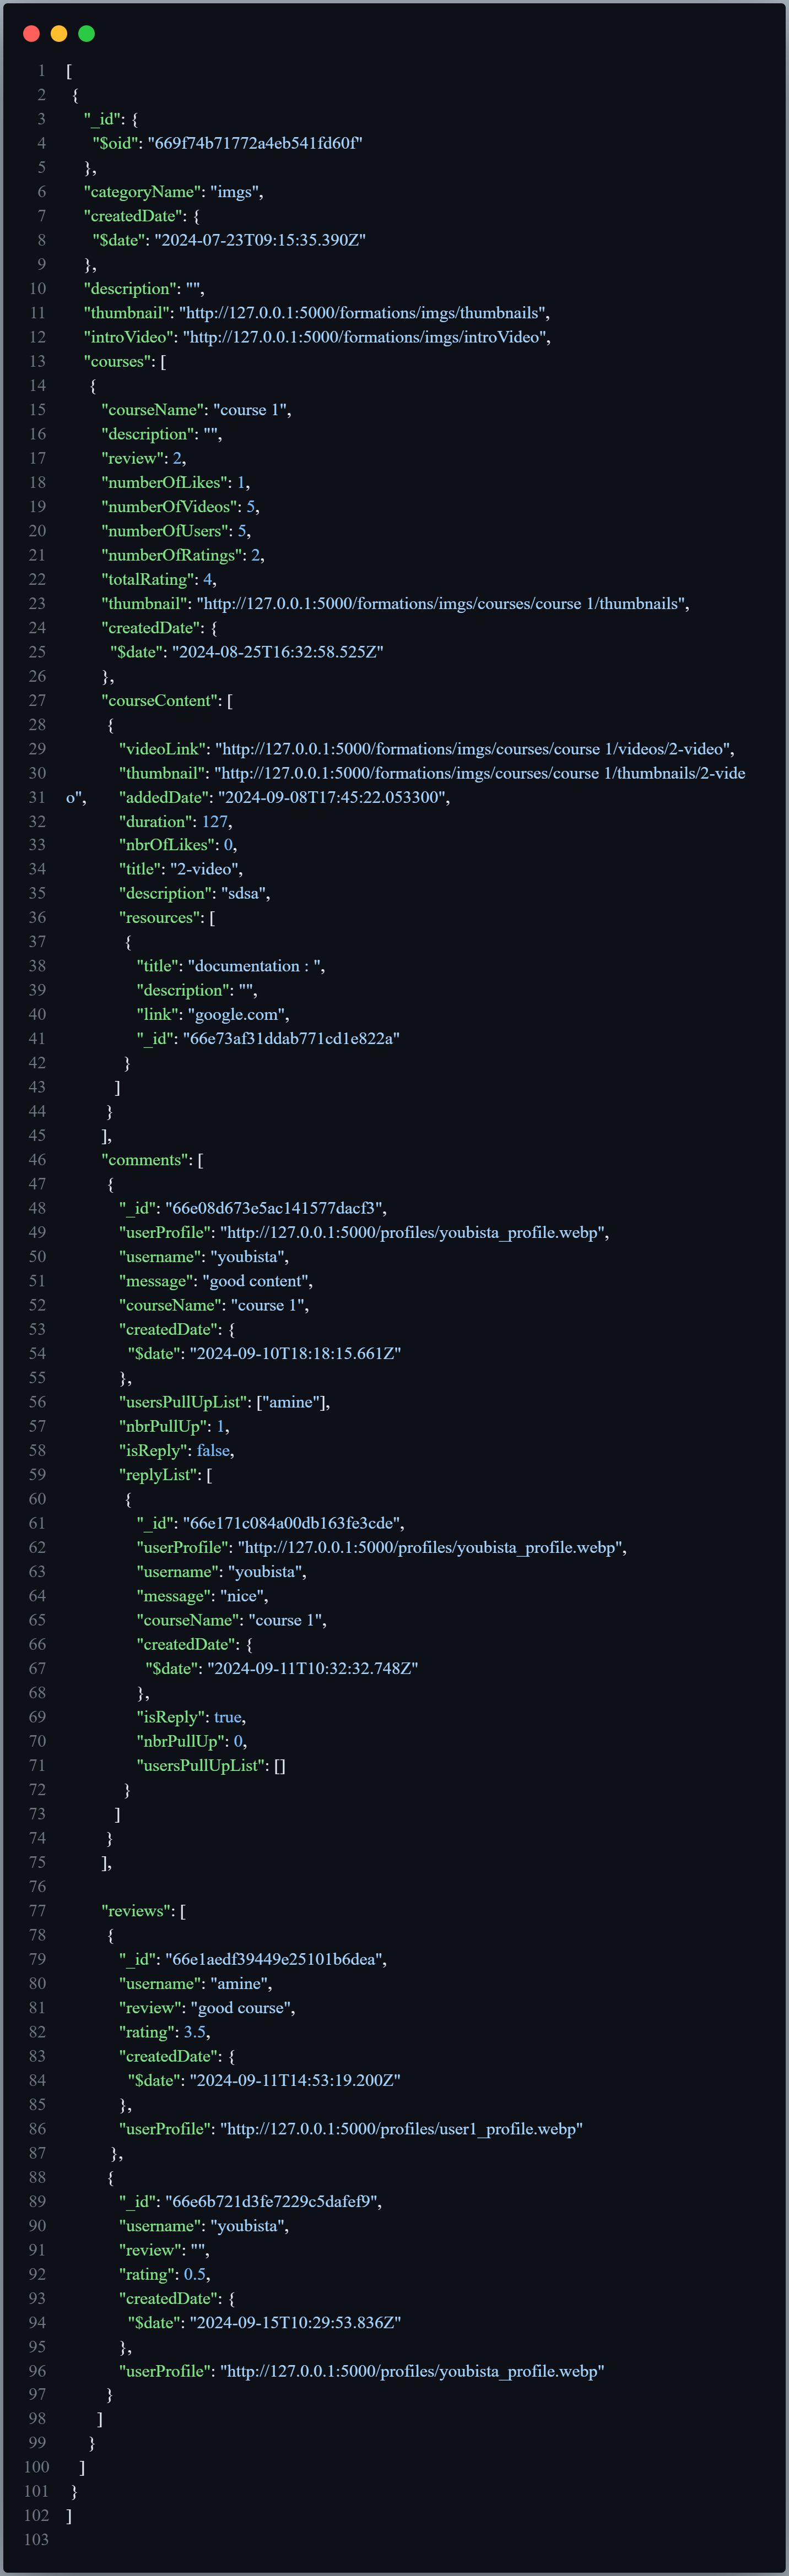 1 [
2 {
3 "_id": {
4 "$oid": "669f74b71772a4eb541fd60f"
5 },
6 "categoryName": "imgs",
7 "createdDate": {
8 "$date": "2024-07-23T09:15:35.390Z"
9 },
10 "description": "",
11 "thumbnail": "http://127.0.0.1:5000/formations/imgs/thumbnails",
12 "introVideo": "http://127.0.0.1:5000/formations/imgs/introVideo",
13 "courses": [
14 {
15 "courseName": "course 1",
16 "description": "",
17 "review": 2,
18 "numberOfLikes": 1,
19 "numberOfVideos": 5,
20 "numberOfUsers": 5,
21 "numberOfRatings": 2,
22 "totalRating": 4,
23 "thumbnail": "http://127.0.0.1:5000/formations/imgs/courses/course 1/thumbnails",
24 "createdDate": {
25 "$date": "2024-08-25T16:32:58.525Z"
26 },
27 "courseContent": [
28 {
29 "videoLink": "http://127.0.0.1:5000/formations/imgs/courses/course 1/videos/2-video",
30 "thumbnail": "http://127.0.0.1:5000/formations/imgs/courses/course 1/thumbnails/2-vide
31 o", "addedDate": "2024-09-08T17:45:22.053300",
32 "duration": 127,
33 "nbrOfLikes": 0,
34 "title": "2-video",
35 "description": "sdsa",
36 "resources": [
37 {
38 "title": "documentation : ",
39 "description": "",
40 "link": "google.com",
41 "_id": "66e73af31ddab771cd1e822a"
42 }
43 ]
44 }
45 ],
46 "comments": [
47 {
48 "_id": "66e08d673e5ac141577dacf3",
49 "userProfile": "http://127.0.0.1:5000/profiles/youbista_profile.webp",
50 "username": "youbista",
51 "message": "good content",
52 "courseName": "course 1",
53 "createdDate": {
54 "$date": "2024-09-10T18:18:15.661Z"
55 },
56 "usersPullUpList": ["amine"],
57 "nbrPullUp": 1,
58 "isReply": false,
59 "replyList": [
60 {
61 "_id": "66e171c084a00db163fe3cde",
62 "userProfile": "http://127.0.0.1:5000/profiles/youbista_profile.webp",
63 "username": "youbista",
64 "message": "nice",
65 "courseName": "course 1",
66 "createdDate": {
67 "$date": "2024-09-11T10:32:32.748Z"
68 },
69 "isReply": true,
70 "nbrPullUp": 0,
71 "usersPullUpList": []
72 }
73 ]
74 }
75 ],
76
77 "reviews": [
78 {
79 "_id": "66e1aedf39449e25101b6dea",
80 "username": "amine",
81 "review": "good course",
82 "rating": 3.5,
83 "createdDate": {
84 "$date": "2024-09-11T14:53:19.200Z"
85 },
86 "userProfile": "http://127.0.0.1:5000/profiles/user1_profile.webp"
87 },
88 {
89 "_id": "66e6b721d3fe7229c5dafef9",
90 "username": "youbista",
91 "review": "",
92 "rating": 0.5,
93 "createdDate": {
94 "$date": "2024-09-15T10:29:53.836Z"
95 },
96 "userProfile": "http://127.0.0.1:5000/profiles/youbista_profile.webp"
97 }
98 ]
99 }
100 ]
101 }
102 ]
103